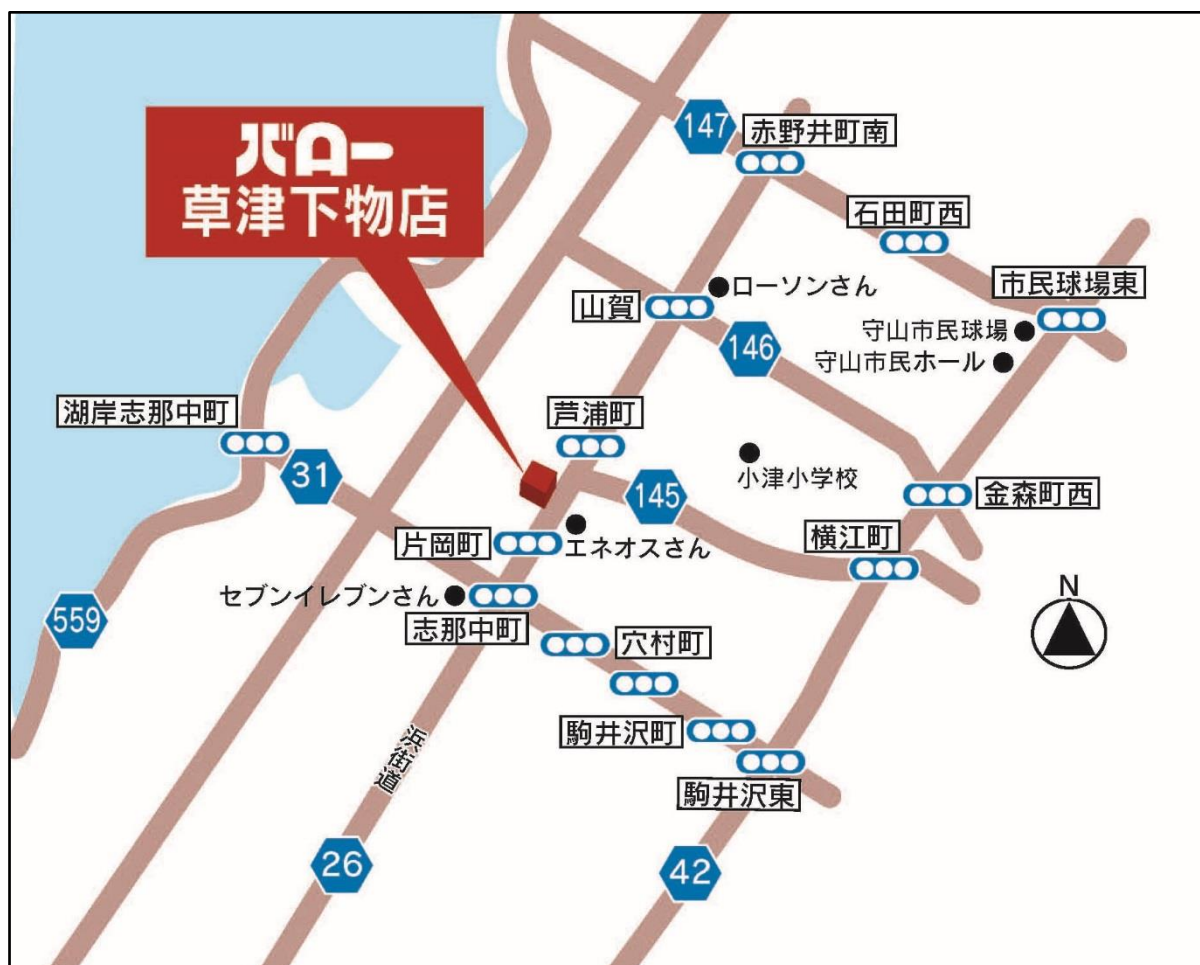 バロー
草津下物店
147
赤野井町南
石田町西
市民球場東
ローソンさん
山賀
守山市民球場
守山市民ホール
146
湖岸志那中町
芦浦町
31
小津小学校
145
金森町西
片岡町
エネオスさん
横江町
セブンイレブンさん
559
志那中町
穴村町
N
駒井沢町
浜街道
駒井沢東
26
42